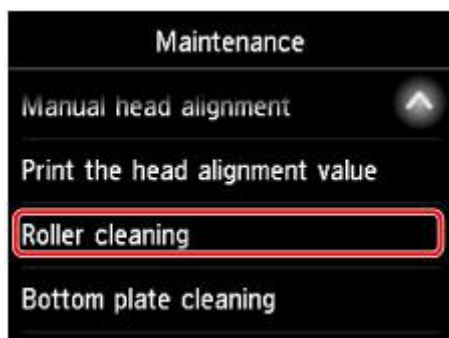 Maintenance
Manual head alignment
Print the head alignment value
Roller cleaning
Bottom plate cleaning